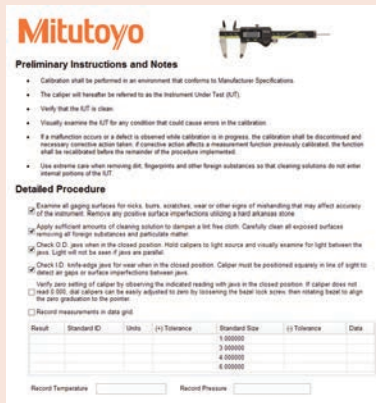 Mitutoyo
Preliminary Instructions and Notes
• Calibration shall be performed in an environment that conforms to Manufacturer Specifications.
• The caliper will hereafter be referred to as the Instrument Under Test (IUT).
• Verify that the IUT is clean.
• Visually examine the IUT for any condition that could cause errors in the calibration.
• If a malfunction occurs or a defect is observed while calibration is in progress, the calibration shall be discontinued and
necessary corrective action taken; if corrective action affects a measurement function previously calibrated, the function
shall be recalibrated before the remainder of the procedure implemented.
• Use extreme care when removing dirt, fingerprints and other foreign substances so that cleaning solutions do not enter
internal portions of the IUT.
Detailed Procedure
Examine all gaging surfaces for nicks, burrs, scratches, wear or other signs of mishandling that may affect accuracy
of the instrument. Remove any positive surface imperfections utilizing a hard arkansas stone.
Apply sufficient amounts of cleaning solution to dampen a lint free cloth. Carefully clean all exposed surfaces
removing all foreign substances and particulate matter.
Check O.D. jaws when in the closed position. Hold calipers to light source and visually examine for light between the
jaws. Light will not be seen if jaws are parallel.
Check I.D. knife-edge jaws for wear when in the closed position. Caliper must be positioned squarely in line of sight to
detect air gaps or surface imperfections between jaws.
Verify zero setting of caliper by observing the indicated reading with jaws in the closed position. If caliper does not
read 0.000, dial calipers can be easily adjusted to zero by loosening the bezel lock screw, then rotating bezel to align
the zero graduation to the pointer.
Record measurements in data grid.
Result Standard ID Units (+) Tolerance Standard Size (-) Tolerance Data
1.000000
3.000000
4.000000
6.000000
Record Temperature Record Pressure